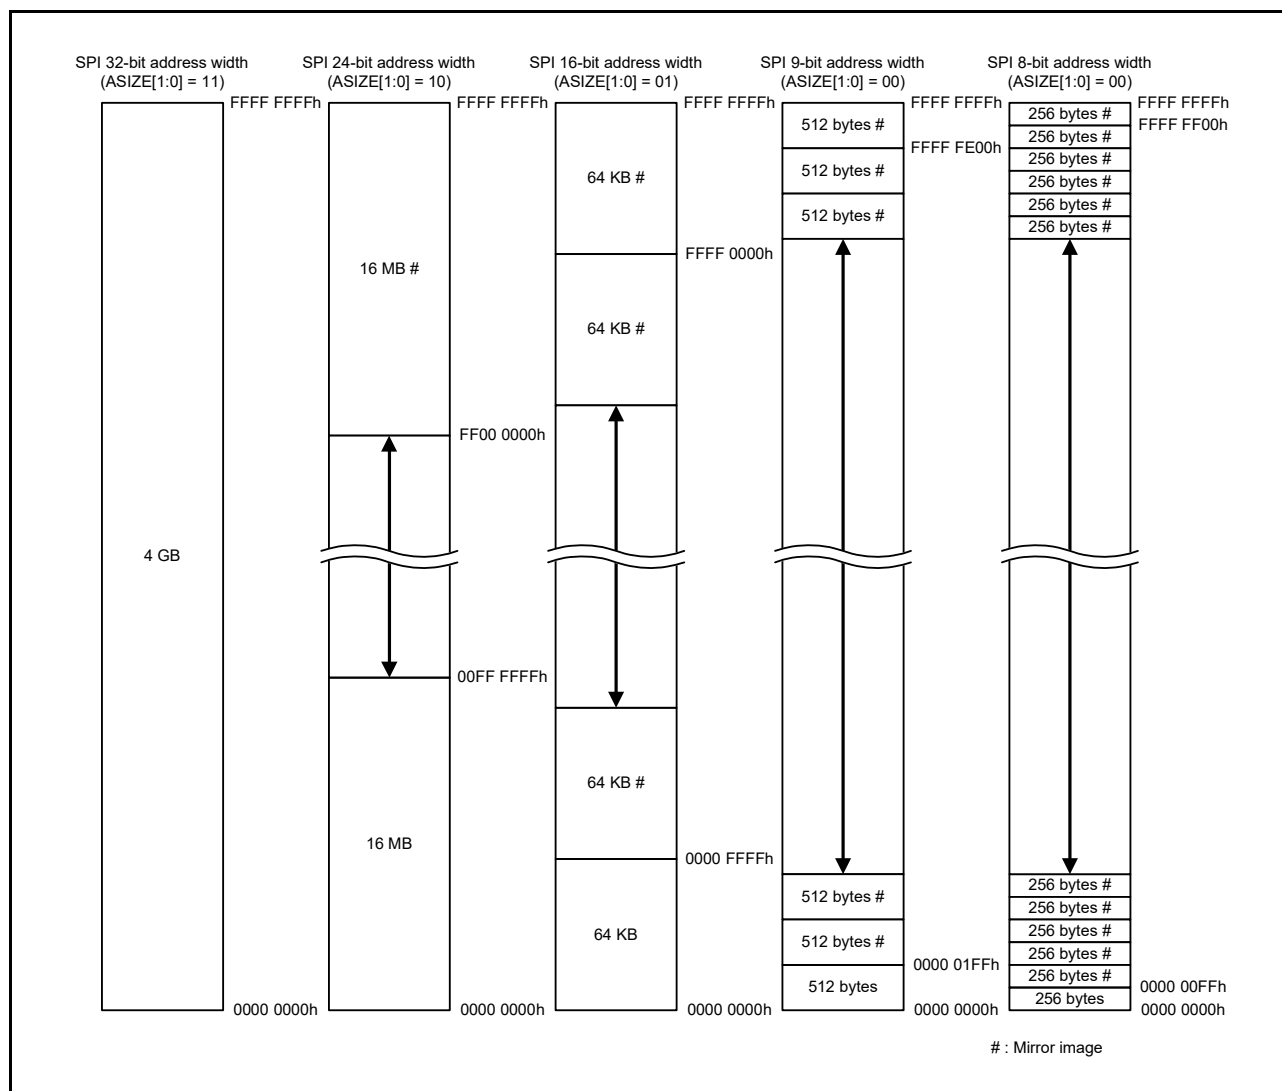 SPI 32-bit address width
(ASIZE[1:0] = 11)
FFFF FFFFh
4 GB
0000 0000h
SPI 24-bit address width
(ASIZE[1:0] = 10)
FFFF FFFFh
16 MB #
FF00 0000h
00FF FFFFh
16 MB
0000 0000h
SPI 16-bit address width
(ASIZE[1:0] = 01)
FFFF FFFFh
64 KB #
FFFF 0000h
64 KB #
64 KB #
0000 FFFFh
64 KB
0000 0000h
SPI 9-bit address width
(ASIZE[1:0] = 00)
FFFF FFFFh
512 bytes #
FFFF FE00h
512 bytes #
512 bytes #
512 bytes #
512 bytes #
0000 01FFh
512 bytes
0000 0000h
SPI 8-bit address width
(ASIZE[1:0] = 00)
FFFF FFFFh
256 bytes #
FFFF FF00h
256 bytes #
256 bytes #
256 bytes #
256 bytes #
256 bytes #
256 bytes #
256 bytes #
256 bytes #
256 bytes #
256 bytes #
0000 00FFh
256 bytes
0000 0000h
# : Mirror image